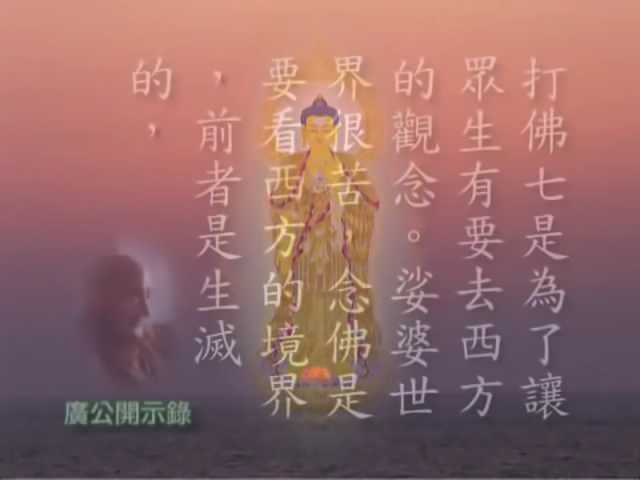 打佛七是為了讓
眾生有要去西方
的觀念。娑婆世
界很苦，念佛是
要看西方的境界
，前者是生滅
的，
廣公開示錄